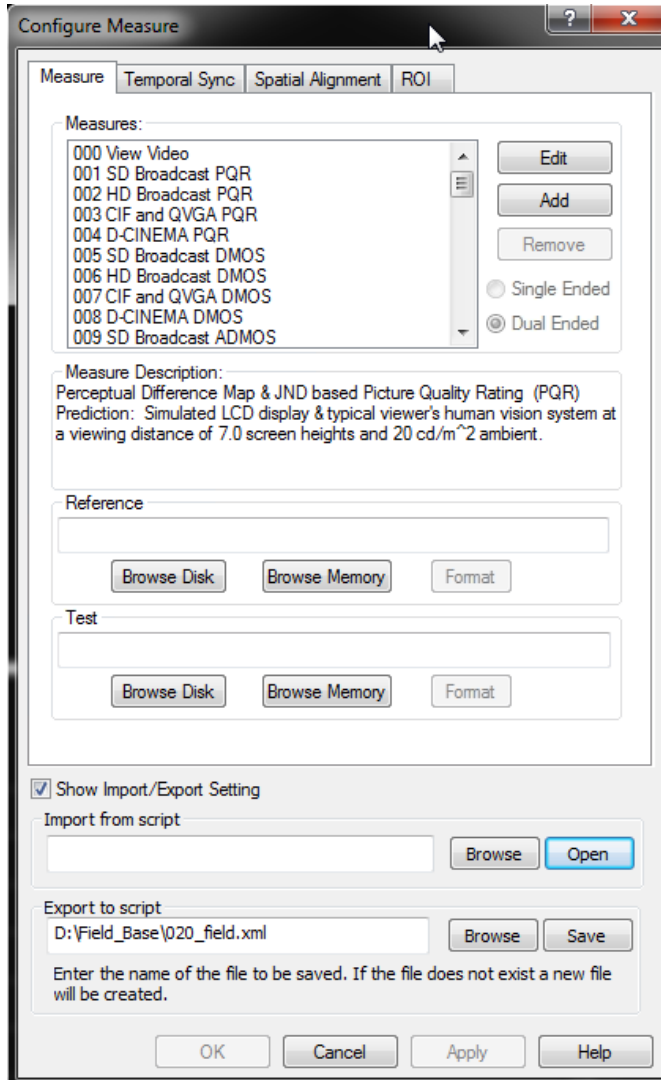 Configure Measure
?
Measure
Temporal Sync
Spatial Alignment
ROI
Measures:
000 View Video
001 SD Broadcast PQR
002 HD Broadcast PQR
003 CIF and QVGA PQR
004 D-CINEMA PQR
005 SD Broadcast DMOS
006 HD Broadcast DMOS
007 CIF and QVGA DMOS
008 D-CINEMA DMOS
009 SD Broadcast ADMOS
Edit
Add
Remove
Single Ended
Dual Ended
Measure Description:
Perceptual Difference Map & JND based Picture Quality Rating (PQR)
Prediction: Simulated LCD display & typical viewer's human vision system at
a viewing distance of 7.0 screen heights and 20 cd/m^2 ambient.
Reference
Browse Disk
Browse Memory
Format
Test
Browse Disk
Browse Memory
Format
Show Import/Export Setting
Import from script
Browse
Open
Export to script
D:\Field_Base\020_field.xml
Browse
Save
Enter the name of the file to be saved. If the file does not exist a new file
will be created.
OK
Cancel
Apply
Help